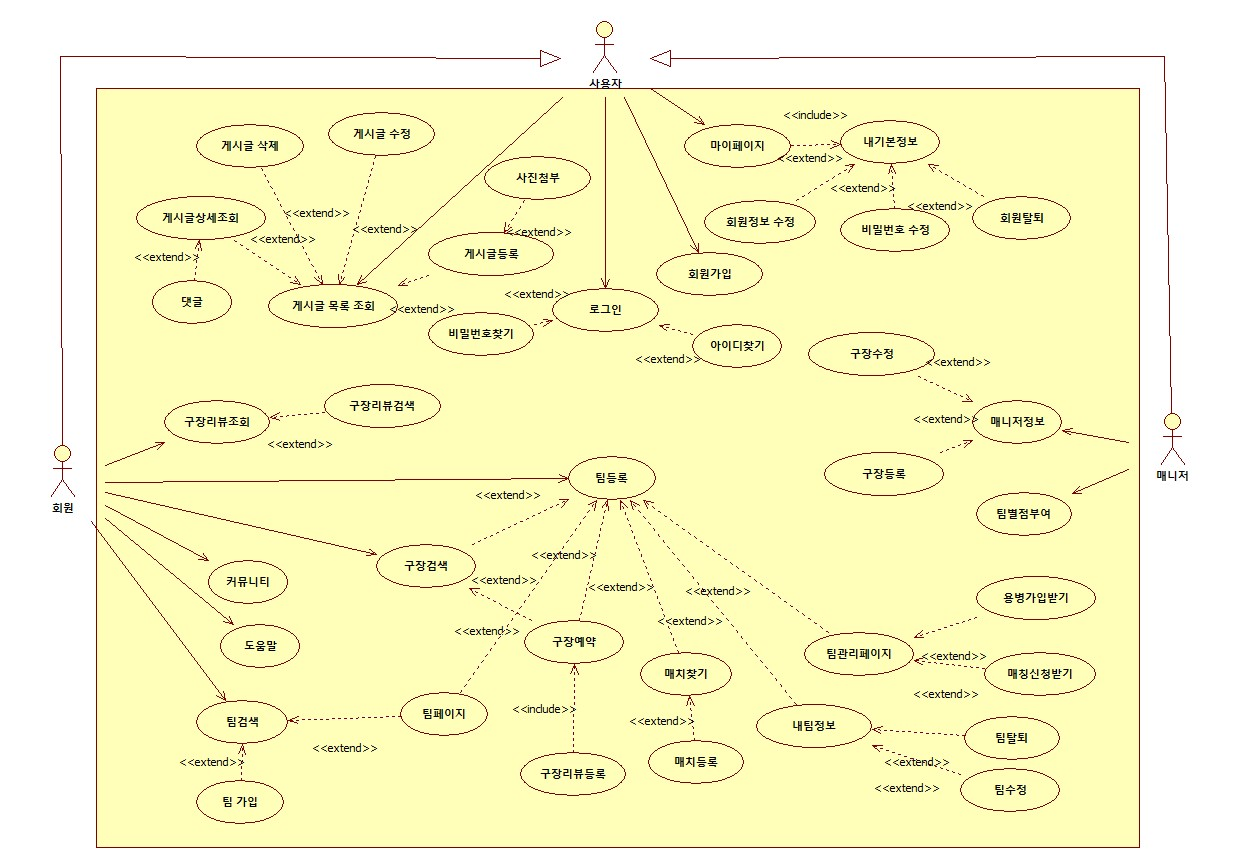 사용자
<<include>>
게시글 수정
게시글 삭제
마이페이지
내기본정보
<<extend>>
사진첨부
<<extend>>
<<extend>>
게시글상세조회
<<extend>>
<<extend>>
<<extend>>
<<extend>>
회원정보 수정
비밀번호 수정
회원탈퇴
<<extend>>
<<extend>>
게시글등록
회원가입
댓글
게시글 목록 조회
<<extend>>
<<extend>>
로그인
비밀번호찾기
아이디찾기
<<extend>>
구장수정
<<extend>>
구장리뷰조회
구장리뷰검색
<<extend>>
<<extend>>
매니저정보
회원
매니저
팀등록
구장등록
<<extend>>
팀별점부여
구장검색
<<extend>>
커뮤니티
<<extend>>
<<extend>>
<<extend>>
용병가입받기
도움말
<<extend>>
구장예약
<<extend>>
팀관리페이지
<<extend>>
매치찾기
매칭신청받기
<<extend>>
팀검색
팀페이지
<<include>>
<<extend>>
내팀정보
팀탈퇴
<<extend>>
<<extend>>
<<extend>>
구장리뷰등록
매치등록
<<extend>>
팀수정
팀 가입